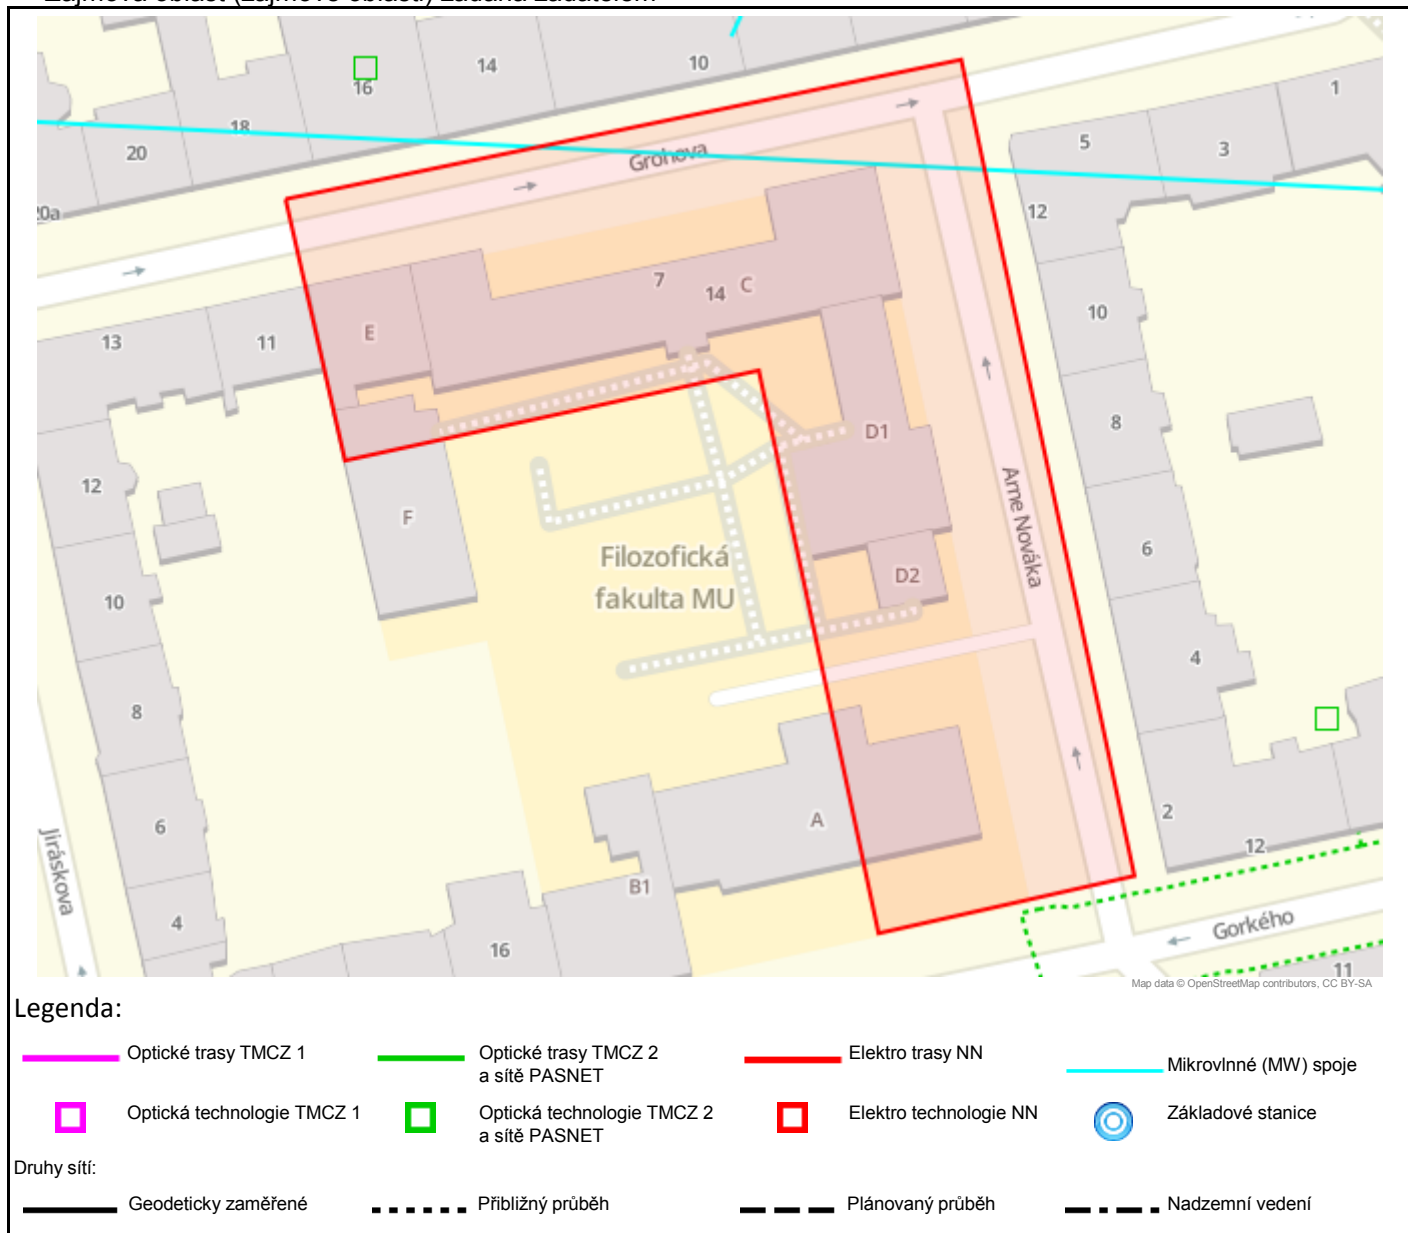 16
14
10
18
20
20a
Grohova
1
5
3
12
7
14
C
E
13
11
10
D1
8
12
F
Arne Nováka
Filozofická
fakulta MU
6
D2
10
4
8
A
2
6
12
Jiráskova
B1
4
16
Gorkého
11
Map data © OpenStreetMap contributors, CC BY-SA
Legenda:
Optické trasy TMCZ 1
Optické trasy TMCZ 2
a sítě PASNET
Elektro trasy NN
Mikrovlnné (MW) spoje
Optická technologie TMCZ 1
Optická technologie TMCZ 2
a sítě PASNET
Elektro technologie NN
Základové stanice
Druhy sítí:
Geodeticky zaměřené
Přibližný průběh
Plánovaný průběh
Nadzemní vedení